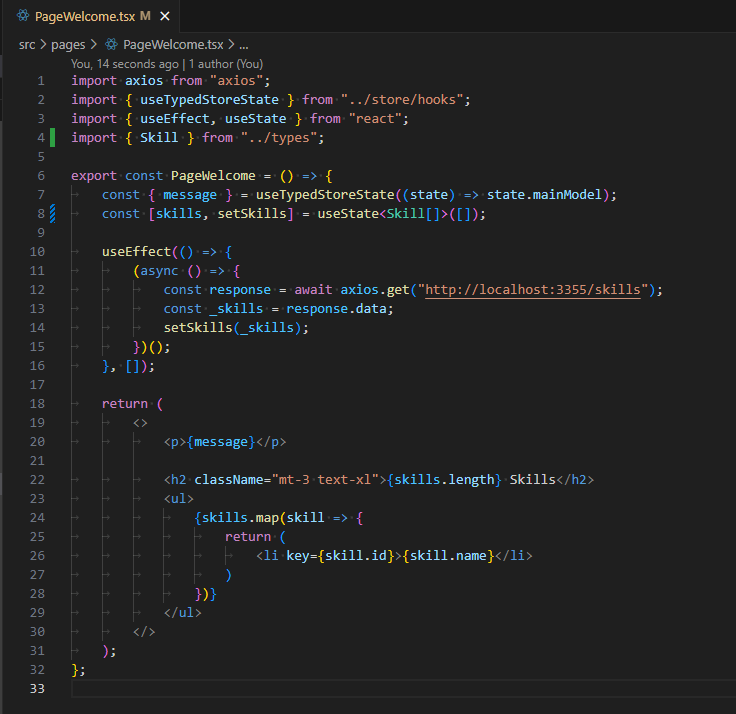 PageWelcome.tsx M
src > pages > PageWelcome.tsx > ...
You, 14 seconds ago | 1 author (You)
1 import axios from "axios";
2 import { useTypedStoreState } from "../store/hooks";
3 import { useEffect, useState } from "react";
4 import { Skill } from "../types";
5
6 export const PageWelcome = () => {
7 const { message } = useTypedStoreState((state) => state.mainModel);
8 const [skills, setSkills] = useState<Skill[]>([]);
9
10 useEffect(() => {
11 (async () => {
12 const response = await axios.get("http://localhost:3355/skills");
13 const _skills = response.data;
14 setSkills(_skills);
15 })();
16 }, []);
17
18 return (
19 <>
20 <p>{message}</p>
21
22 <h2 className="mt-3 text-xl">{skills.length} Skills</h2>
23 <ul>
24 {skills.map(skill => {
25 return (
26 <li key={skill.id}>{skill.name}</li>
27 )
28 })}
29 </ul>
30 </>
31 );
32 };
33